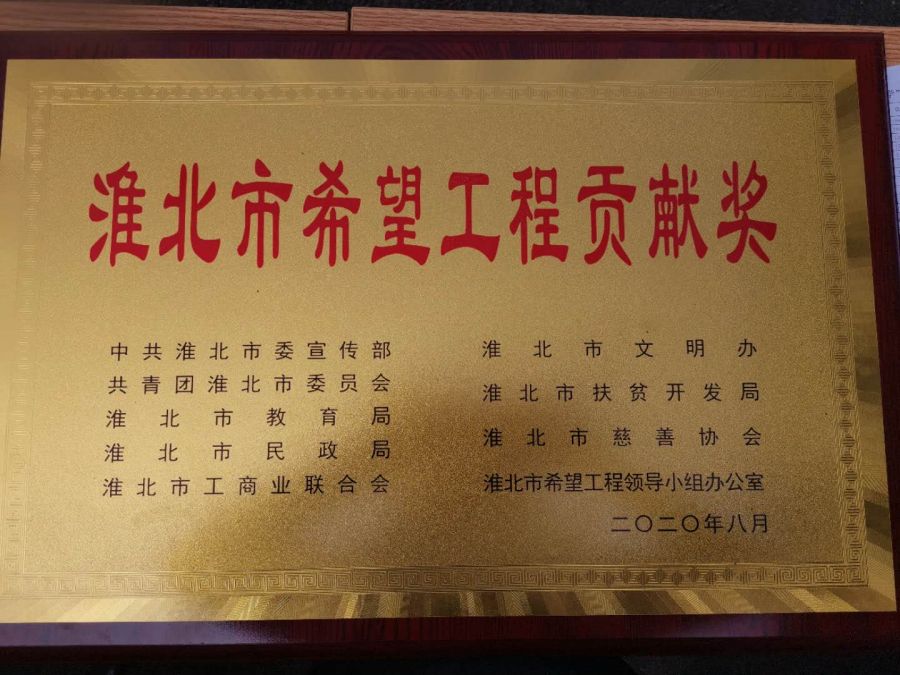 淮北市希望工程贡献奖
中共淮北市委宣传部
共青团淮北市委员会
淮北市教育局
淮北市民政局
淮北市工商业联合会
淮北市文明办
淮北市扶贫开发局
淮北市慈善协会
淮北市希望工程领导小组办公室
二〇二〇年八月